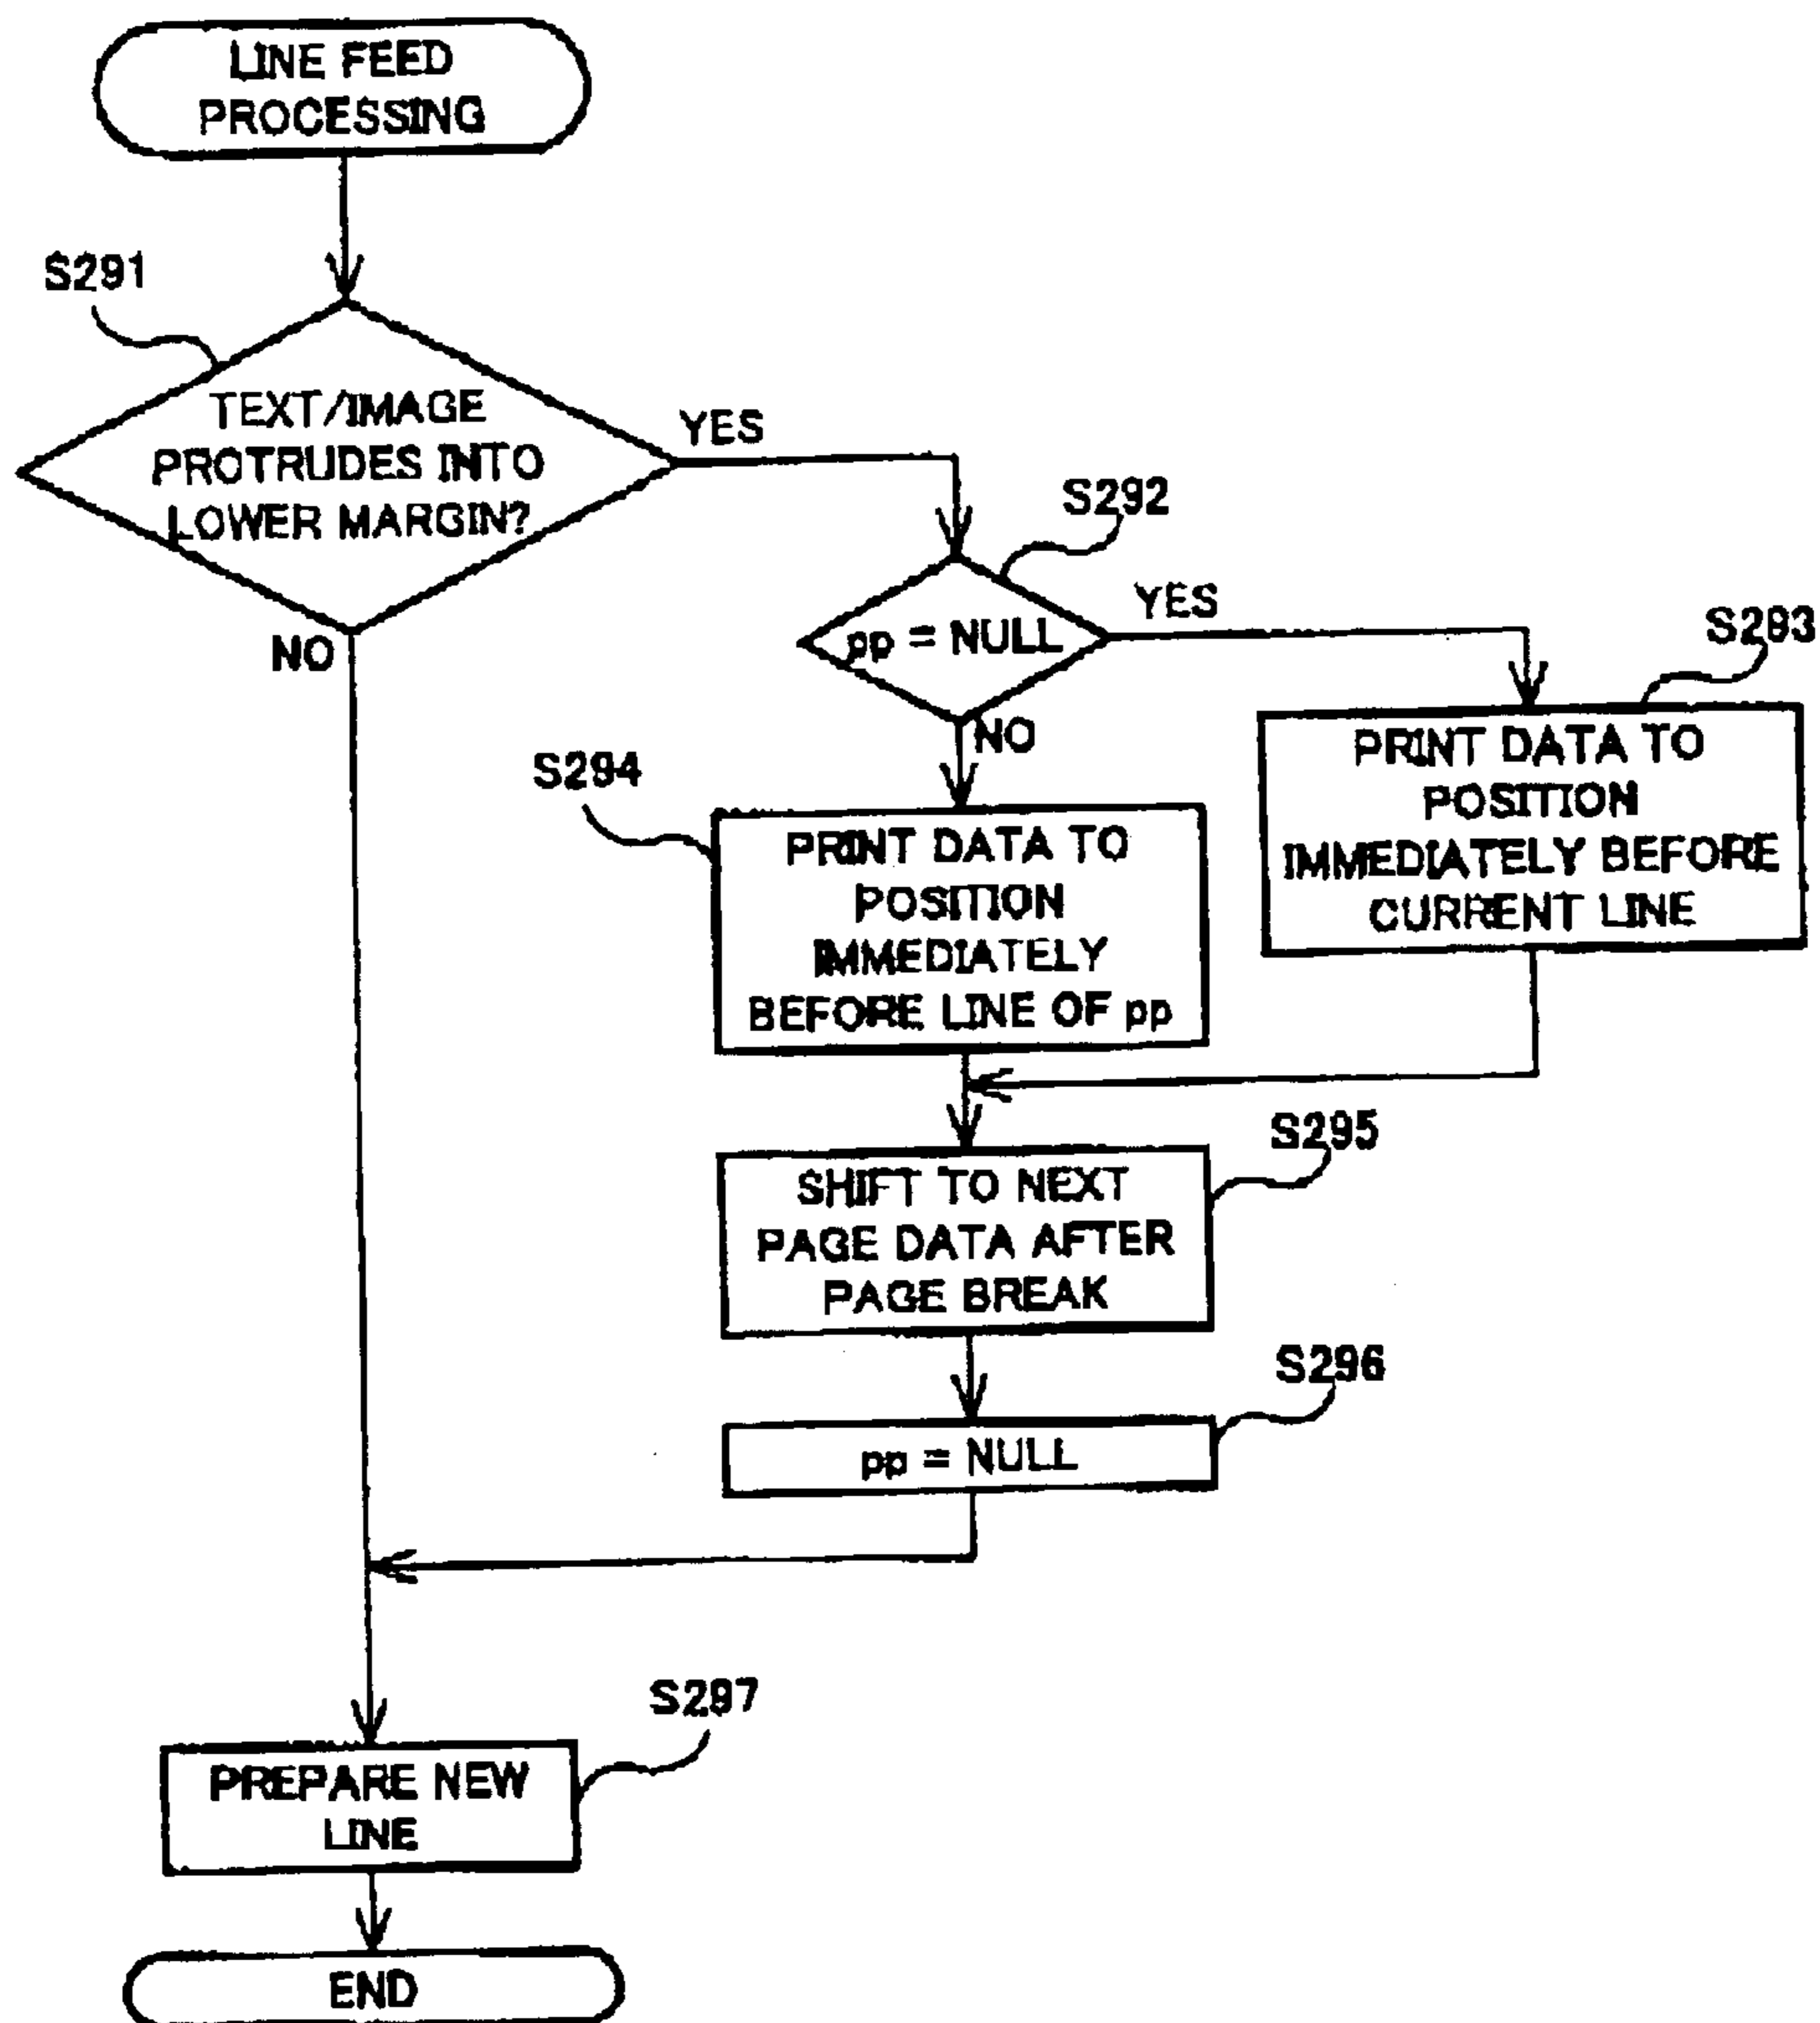 LINE FEED
PROCESSING
S291
TEXT/IMAGE
PROTRUDES INTO
LOWER MARGIN?
YES
NO
S292
pp = NULL
YES
NO
S293
PRINT DATA TO
POSITION
IMMEDIATELY BEFORE
CURRENT LINE
S294
PRINT DATA TO
POSITION
IMMEDIATELY
BEFORE LINE OF pp
S295
SHIFT TO NEXT
PAGE DATA AFTER
PAGE BREAK
S296
pp = NULL
S297
PREPARE NEW
LINE
END